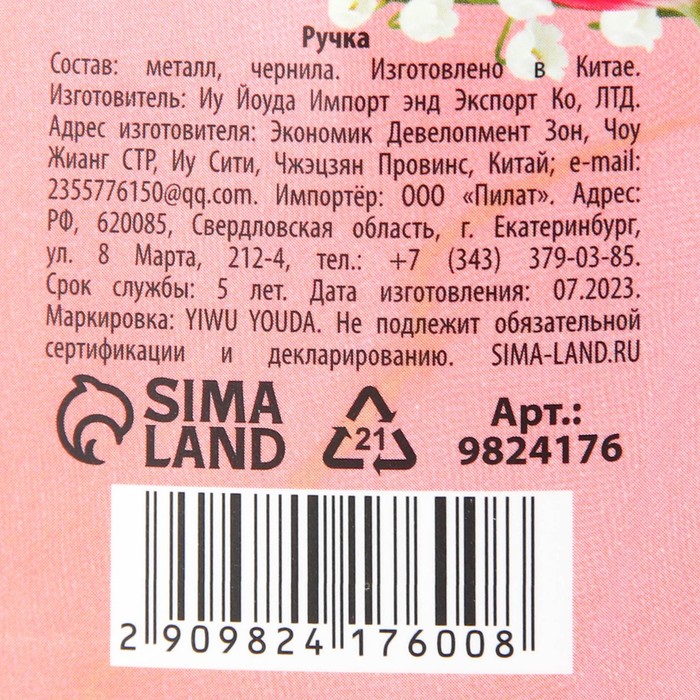 Ручка
Состав: металл, чернила. Изготовлено в Китае.
Изготовитель: Иу Йоуда Импорт энд Экспорт Ко, ЛТД.
Адрес изготовителя: Экономик Девелопмент Зон, Чоу
Жианг СТР, Иу Сити, Чжэцзян Провинс, Китай; e-mail:
2355776150@qq.com. Импортёр: ООО «Пилат». Адрес:
РФ, 620085, Свердловская область, г. Екатеринбург,
ул. 8 Марта, 212-4, тел.: +7 (343) 379-03-85.
Срок службы: 5 лет. Дата изготовления: 07.2023.
Маркировка: YIWU YOUDA. Не подлежит обязательной
сертификации и декларированию. SIMA-LAND.RU
SIMA
LAND
21
Арт.:
9824176
2 909824 176008